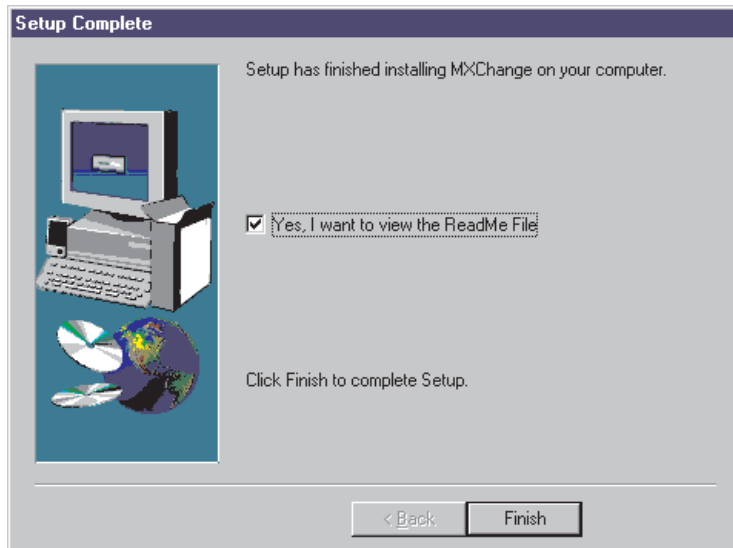 Setup Complete
Setup has finished installing MXChange on your computer.
Yes, I want to view the ReadMe File
Click Finish to complete Setup.
< Back
Finish